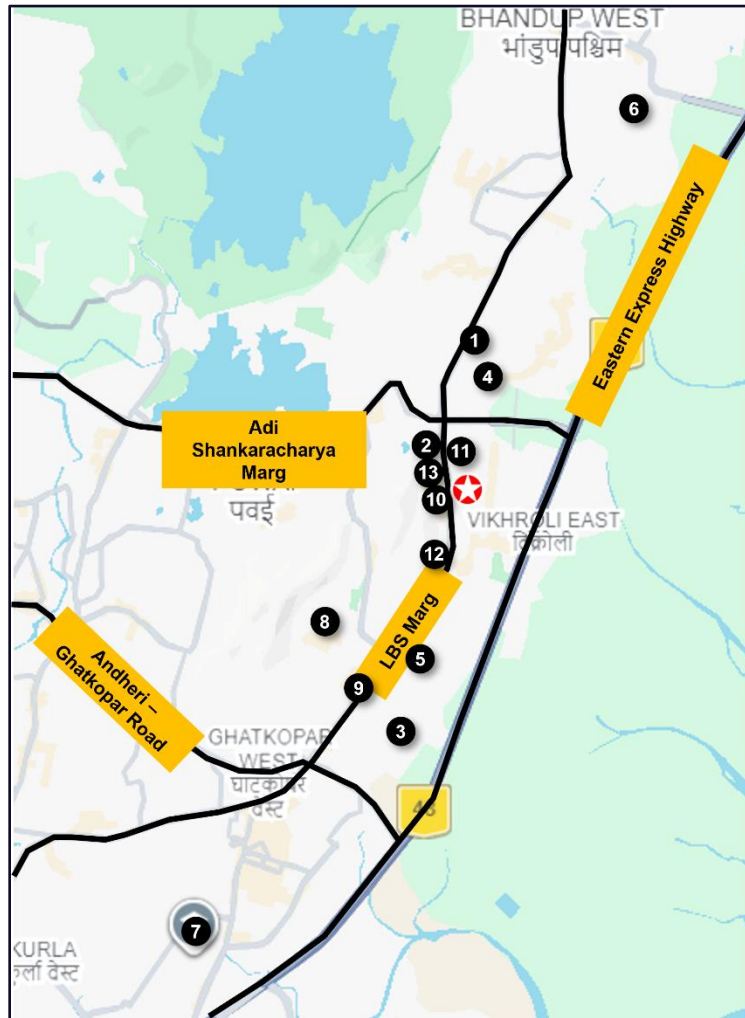 BHANDUP WEST
भांडुप पश्चिम
6
Eastern Express Highway
1
4
Adi
Shankaracharya
Marg
2
11
13
10
पवई
VIKHROLI EAST
विक्रोली
12
8
LBS Marg
5
9
Andheri –
Ghatkopar Road
3
GHATKOPAR
WEST
घाटकोपर
वेस्ट
48
7
KURLA
कुर्ला वेस्ट